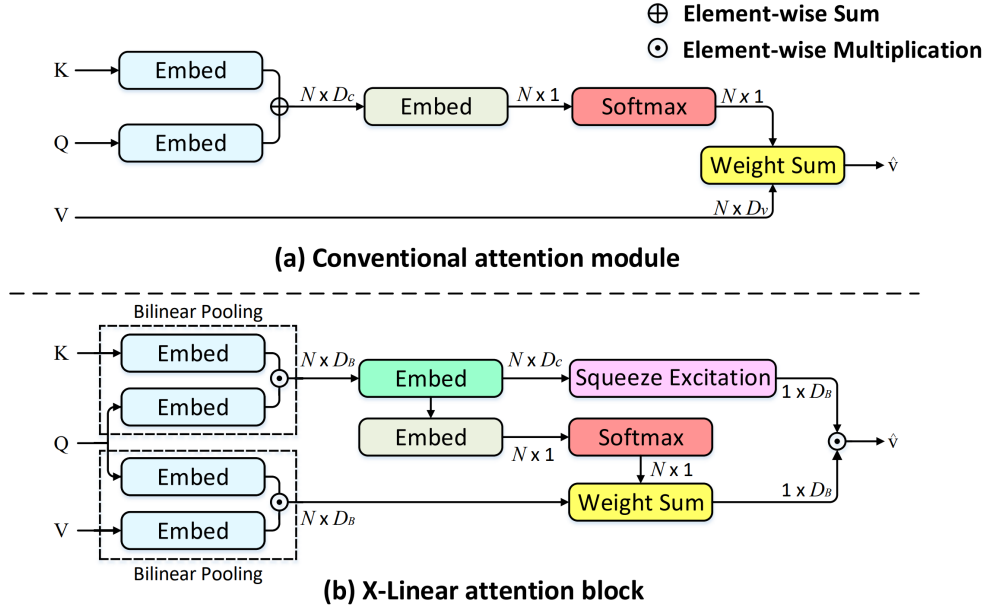 ⊕ Element-wise Sum
⊙ Element-wise Multiplication
K
Embed
N x Dc
Embed
N x 1
Softmax
N x 1
Q
Embed
Weight Sum
v̂
V
N x Dv
(a) Conventional attention module
Bilinear Pooling
K
Embed
N x DB
Embed
N x Dc
Squeeze Excitation
1 x DB
Embed
Embed
N x 1
Softmax
Q
v̂
N x 1
Embed
Weight Sum
1 x DB
V
Embed
N x DB
Bilinear Pooling
(b) X-Linear attention block